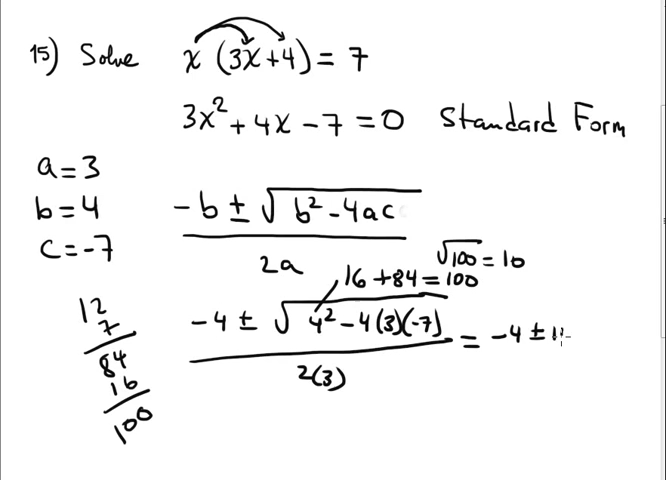 15) Solve x (3x+4) = 7
3x² + 4x - 7 = 0 Standard Form
a = 3
b = 4
c = -7
-b ± √b² - 4ac
2a
√100 = 10
16 + 84 = 100
-4 ± √4² - 4(3)(-7)
2(3)
= -4 ±
12
7
84
16
100